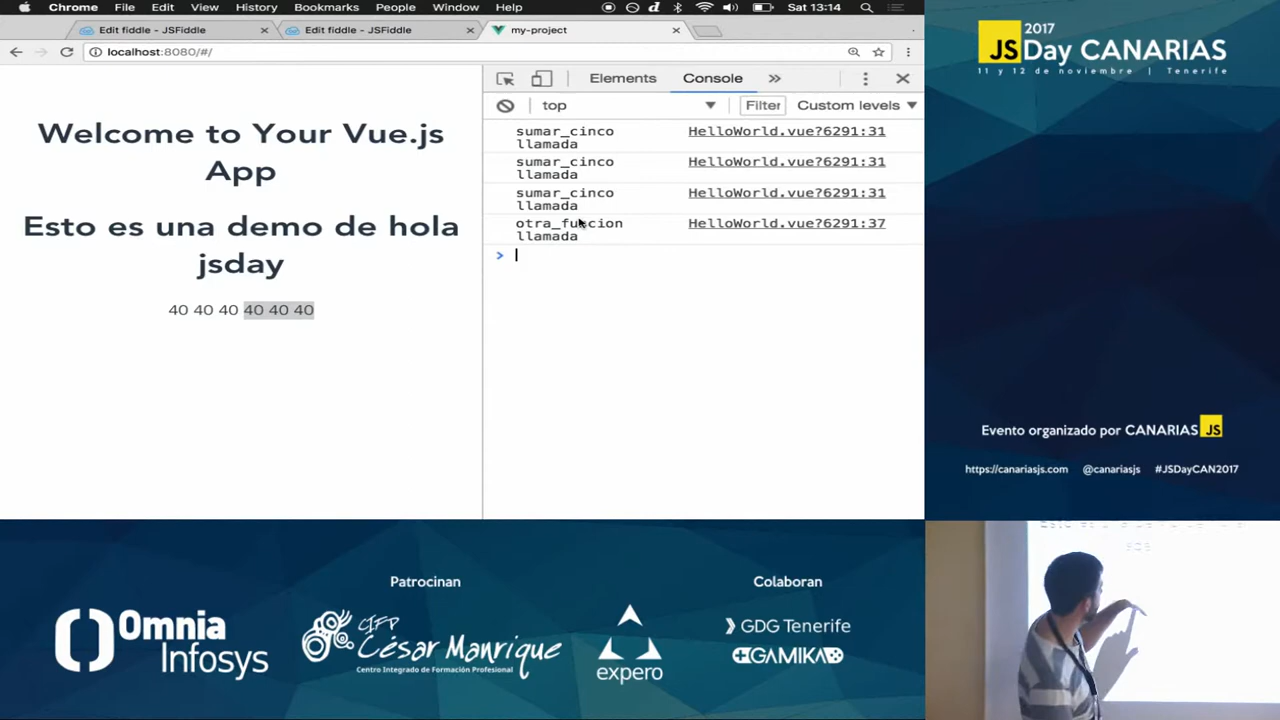 Chrome File Edit View History Bookmarks People Window Help Sat 13:14
Edit fiddle - JSFiddle
Edit fiddle - JSFiddle
my-project
localhost:8080/#/
Welcome to Your Vue.js
App
Esto es una demo de hola
jsday
40 40 40 40 40 40
Elements Console
top Filter Custom levels
sumar_cinco HelloWorld.vue?6291:31
llamada
sumar_cinco HelloWorld.vue?6291:31
llamada
sumar_cinco HelloWorld.vue?6291:31
llamada
otra_funcion HelloWorld.vue?6291:37
llamada
2017
JSDay CANARIAS
11 y 12 de noviembre | Tenerife
Evento organizado por CANARIAS JS
https://canariasjs.com @canariasjs #JSDayCAN2017
Patrocinan
Omnia
Infosys
CIFP
César Manrique
Centro Integrado de Formación Profesional
expero
Colaboran
GDG Tenerife
GAMIKA